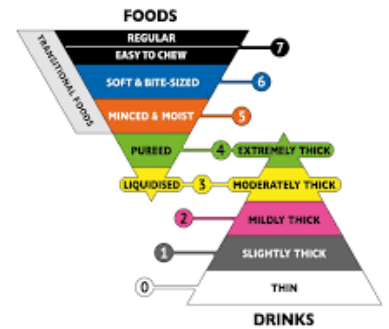 FOODS
REGULAR
EASY TO CHEW
7
TRANSITIONAL FOODS
SOFT & BITE-SIZED
6
MINCED & MOIST
5
PUREED
4
EXTREMELY THICK
LIQUIDISED
3
MODERATELY THICK
2
MILDLY THICK
1
SLIGHTLY THICK
0
THIN
DRINKS